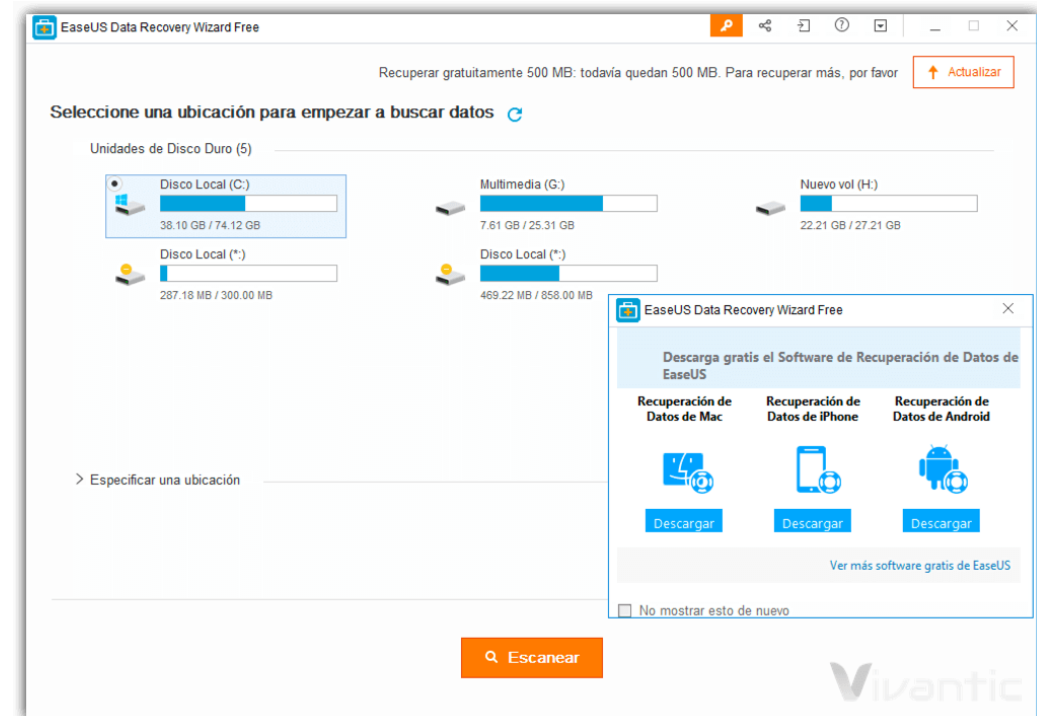 EaseUS Data Recovery Wizard Free
Recuperar gratuitamente 500 MB: todavía quedan 500 MB. Para recuperar más, por favor
Actualizar
Seleccione una ubicación para empezar a buscar datos
Unidades de Disco Duro (5)
Disco Local (C:)
38.10 GB / 74.12 GB
Multimedia (G:)
7.61 GB / 25.31 GB
Nuevo vol (H:)
22.21 GB / 27.21 GB
Disco Local (*:)
287.18 MB / 300.00 MB
Disco Local (*:)
469.22 MB / 858.00 MB
Especificar una ubicación
EaseUS Data Recovery Wizard Free
Descarga gratis el Software de Recuperación de Datos de
EaseUS
Recuperación de
Datos de Mac
Descargar
Recuperación de
Datos de iPhone
Descargar
Recuperación de
Datos de Android
Descargar
Ver más software gratis de EaseUS
No mostrar esto de nuevo
Escanear
Vivantic